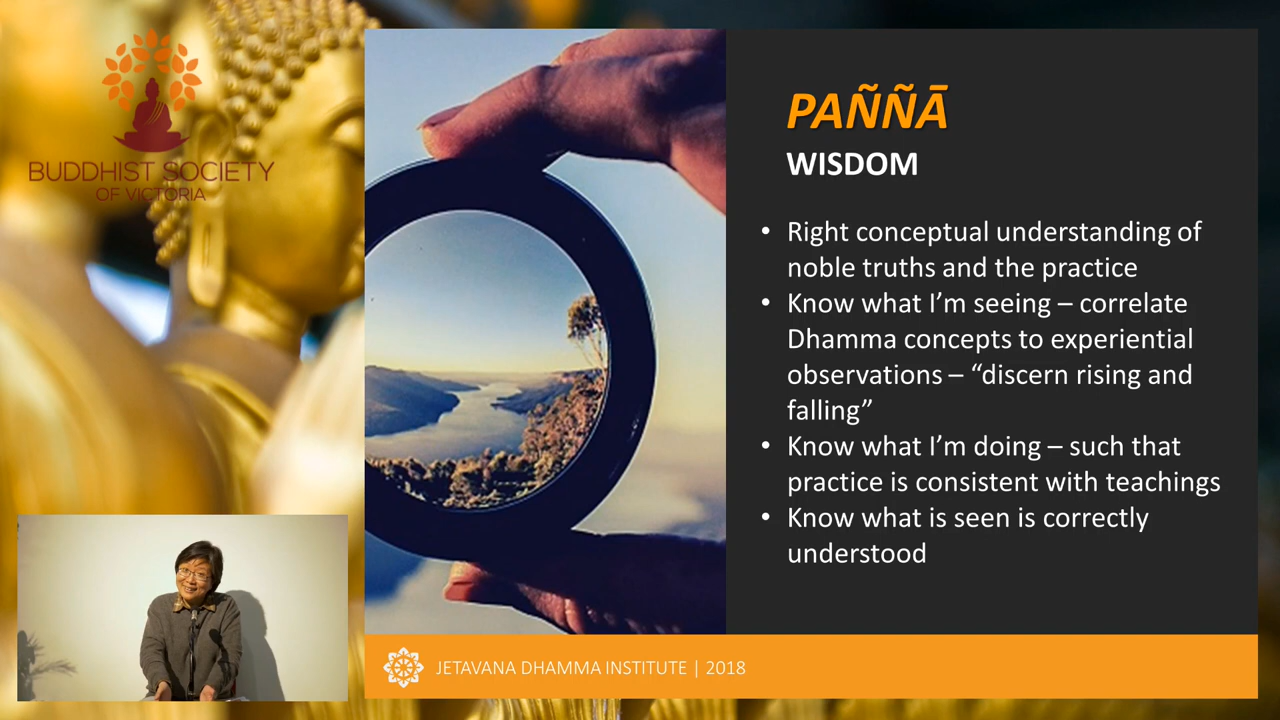 BUDDHIST SOCIETY
OF VICTORIA
PAÑÑĀ
WISDOM
• Right conceptual understanding of
noble truths and the practice
• Know what I’m seeing – correlate
Dhamma concepts to experiential
observations – “discern rising and
falling”
• Know what I’m doing – such that
practice is consistent with teachings
• Know what is seen is correctly
understood
JETAVANA DHAMMA INSTITUTE | 2018